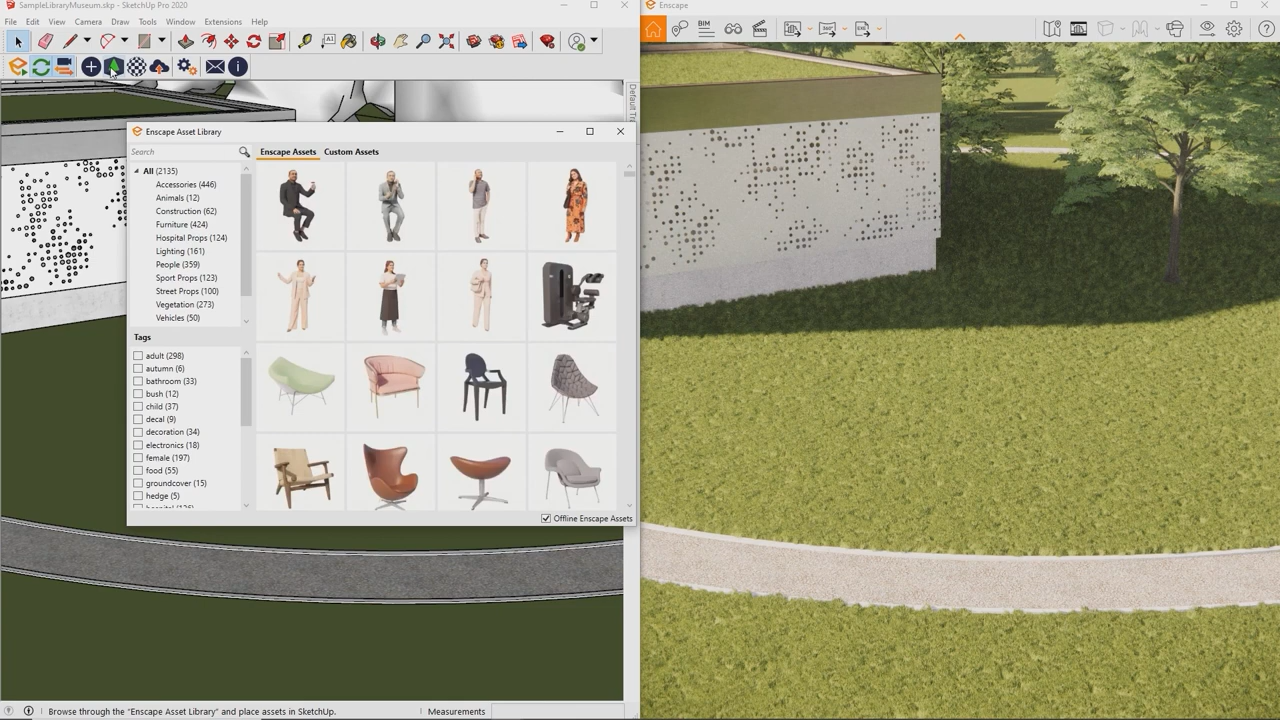 SampleLibraryMuseum.skp - SketchUp Pro 2020
File Edit View Camera Draw Tools Window Extensions Help
Enscape
BIM
Enscape Asset Library
Search
Enscape Assets Custom Assets
All (2135)
Accessories (446)
Animals (12)
Construction (62)
Furniture (424)
Hospital Props (124)
Lighting (161)
People (359)
Sport Props (123)
Street Props (100)
Vegetation (273)
Vehicles (50)
Tags
adult (298)
autumn (6)
bathroom (33)
bush (12)
child (37)
decal (9)
decoration (34)
electronics (18)
female (197)
food (55)
groundcover (15)
hedge (5)
Offline Enscape Assets
Default Tr
Browse through the "Enscape Asset Library" and place assets in SketchUp.
Measurements